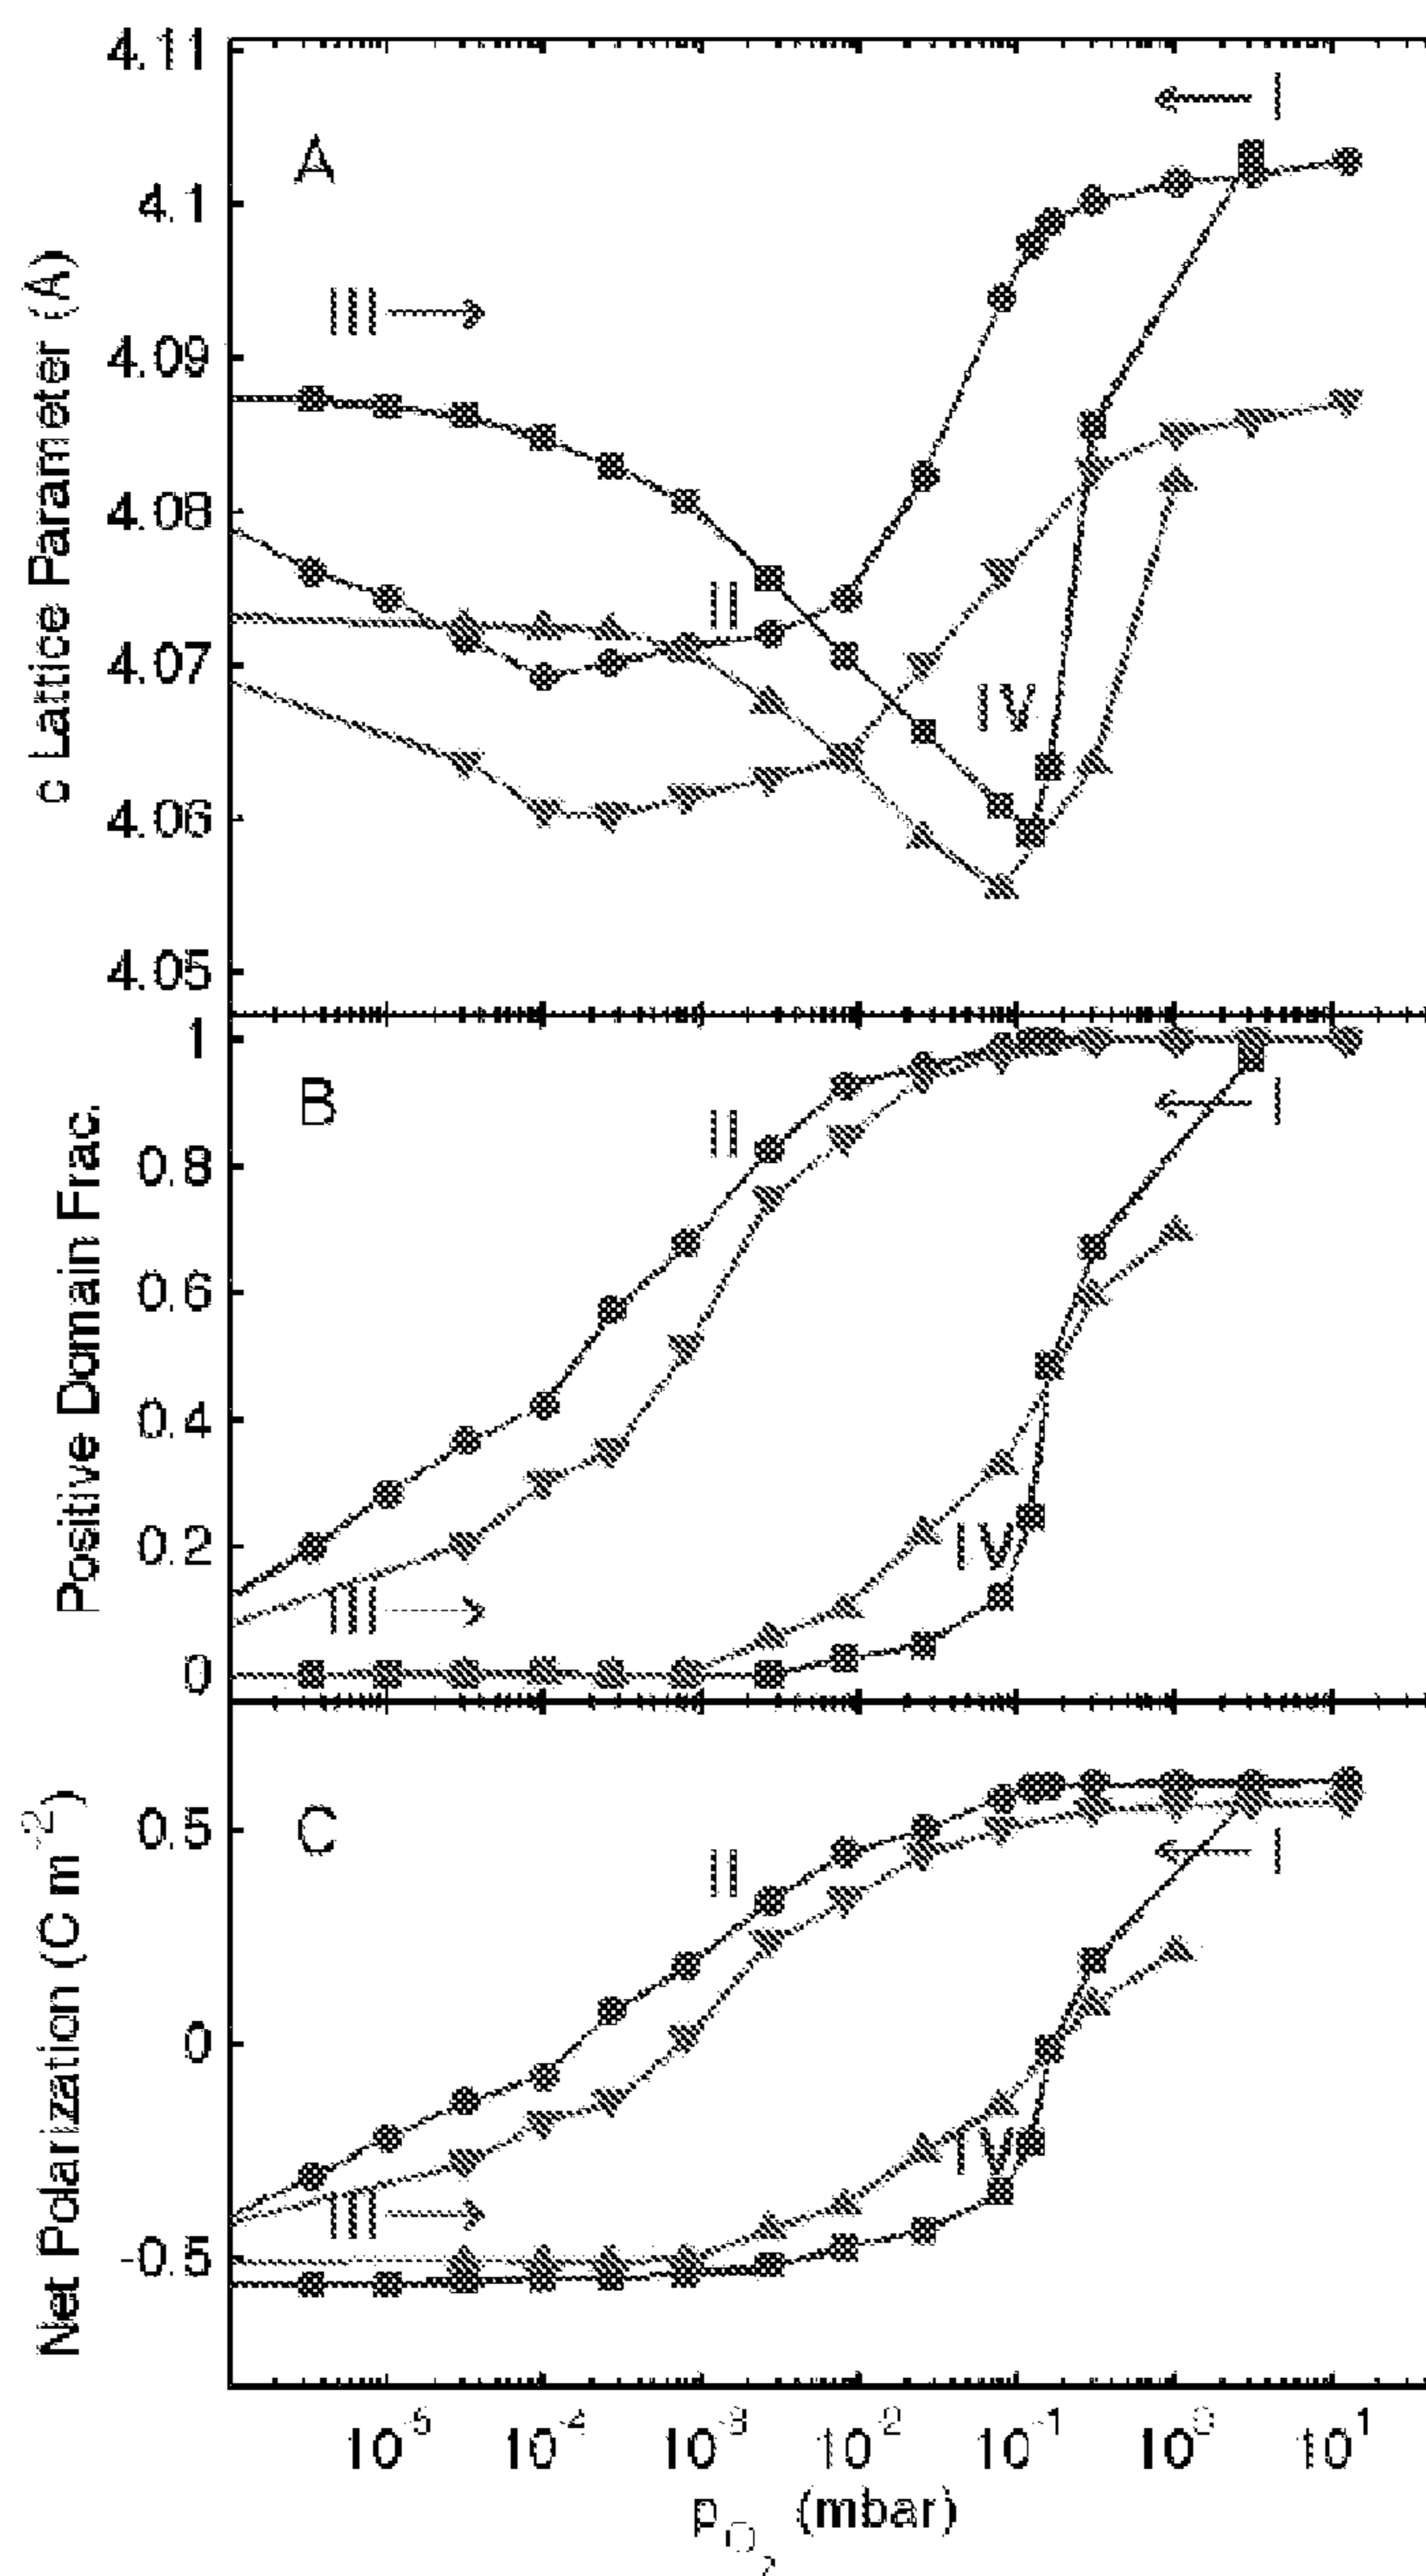 4.11
I
A
4.1
III
4.09
c Lattice Parameter (Å)
4.08
II
4.07
IV
4.06
4.05
1
B
I
II
0.8
Positive Domain Frac.
0.6
0.4
0.2
IV
III
0
C
0.5
I
II
Net Polarization (C m⁻²)
0
IV
III
-0.5
10⁻⁵ 10⁻⁴ 10⁻³ 10⁻² 10⁻¹ 10⁰ 10¹
pO₂ (mbar)